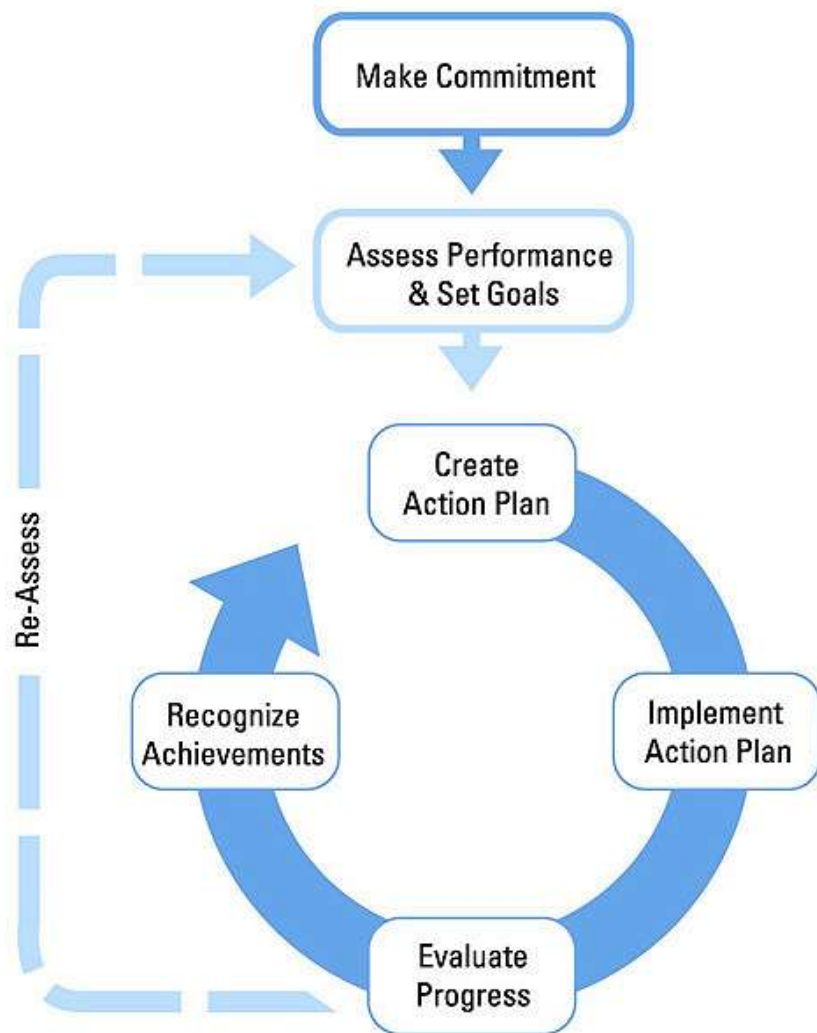 Make Commitment
Assess Performance
& Set Goals
Create
Action Plan
Re-Assess
Recognize
Achievements
Implement
Action Plan
Evaluate
Progress